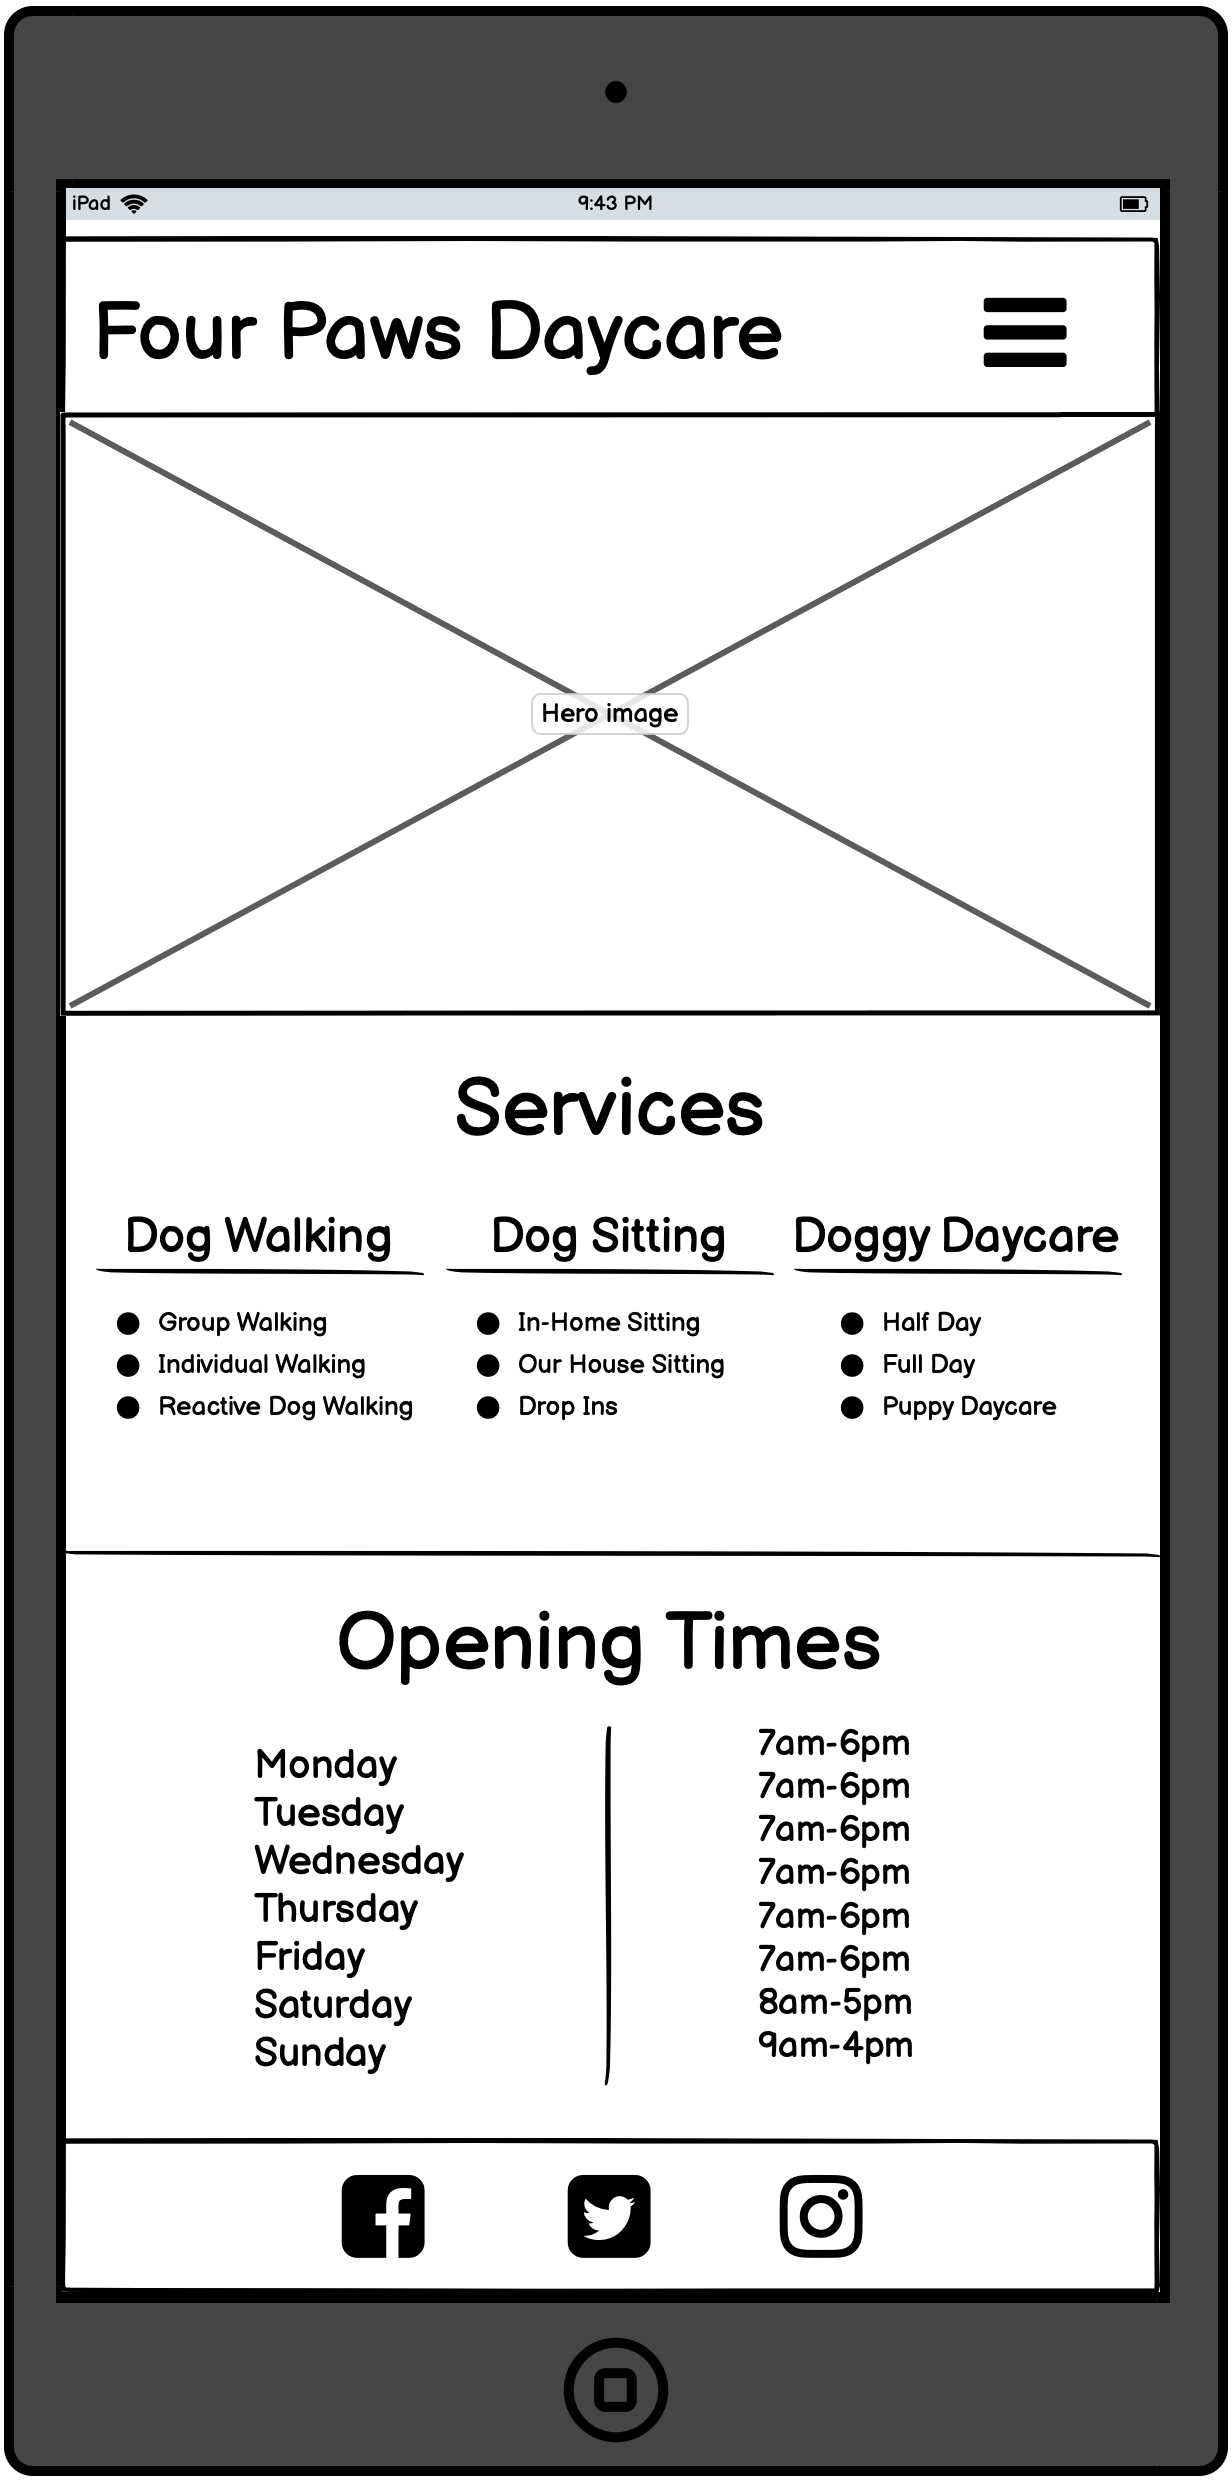 iPad 9:43 PM
Four Paws Daycare
Hero image
Services
Dog Walking
Group Walking
Individual Walking
Reactive Dog Walking
Dog Sitting
In-Home Sitting
Our House Sitting
Drop Ins
Doggy Daycare
Half Day
Full Day
Puppy Daycare
Opening Times
Monday
Tuesday
Wednesday
Thursday
Friday
Saturday
Sunday
7am-6pm
7am-6pm
7am-6pm
7am-6pm
7am-6pm
7am-6pm
8am-5pm
9am-4pm